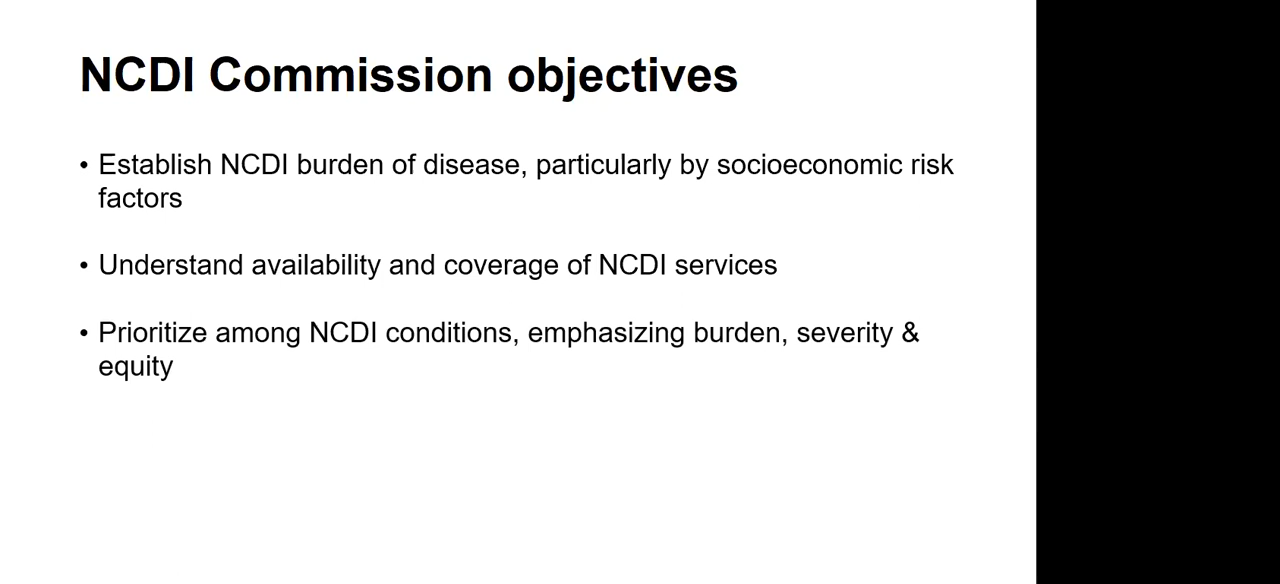 NCDI Commission objectives
• Establish NCDI burden of disease, particularly by socioeconomic risk
factors
• Understand availability and coverage of NCDI services
• Prioritize among NCDI conditions, emphasizing burden, severity &
equity